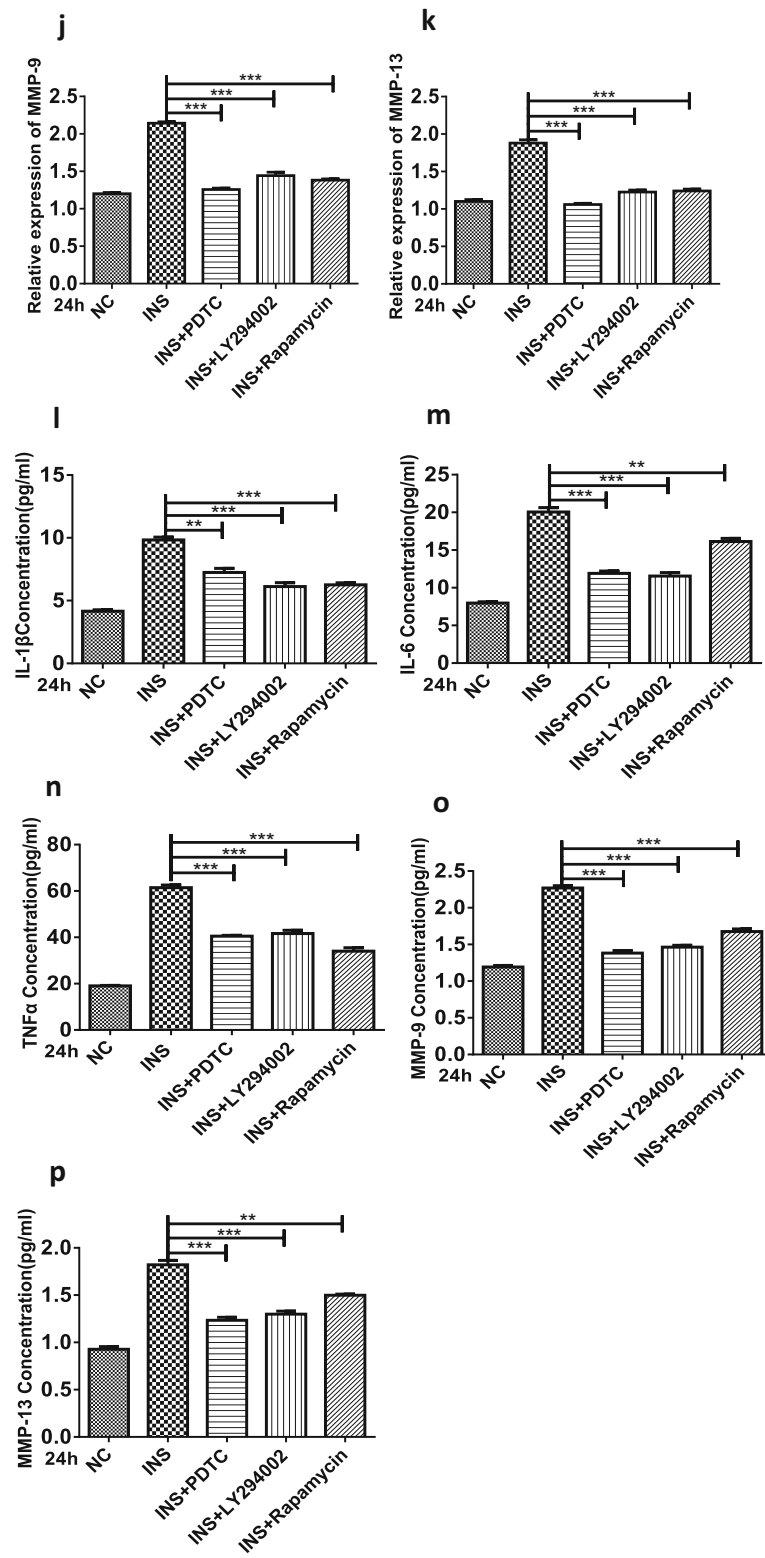 j
Relative expression of MMP-9
2.5
2.0
1.5
1.0
0.5
0.0
***
***
***
24h
NC
INS
INS+PDTC
INS+LY294002
INS+Rapamycin
k
Relative expression of MMP-13
2.5
2.0
1.5
1.0
0.5
0.0
***
***
***
24h
NC
INS
INS+PDTC
INS+LY294002
INS+Rapamycin
l
IL-1βConcentration(pg/ml)
15
10
5
0
***
***
**
24h
NC
INS
INS+PDTC
INS+LY294002
INS+Rapamycin
m
IL-6 Concentration(pg/ml)
25
20
15
10
5
0
**
***
***
24h
NC
INS
INS+PDTC
INS+LY294002
INS+Rapamycin
n
TNFα Concentration(pg/ml)
80
60
40
20
0
***
***
***
24h
NC
INS
INS+PDTC
INS+LY294002
INS+Rapamycin
o
MMP-9 Concentration(pg/ml)
2.5
2.0
1.5
1.0
0.5
0.0
***
***
***
24h
NC
INS
INS+PDTC
INS+LY294002
INS+Rapamycin
p
MMP-13 Concentration(pg/ml)
2.0
1.5
1.0
0.5
0.0
**
***
***
24h
NC
INS
INS+PDTC
INS+LY294002
INS+Rapamycin